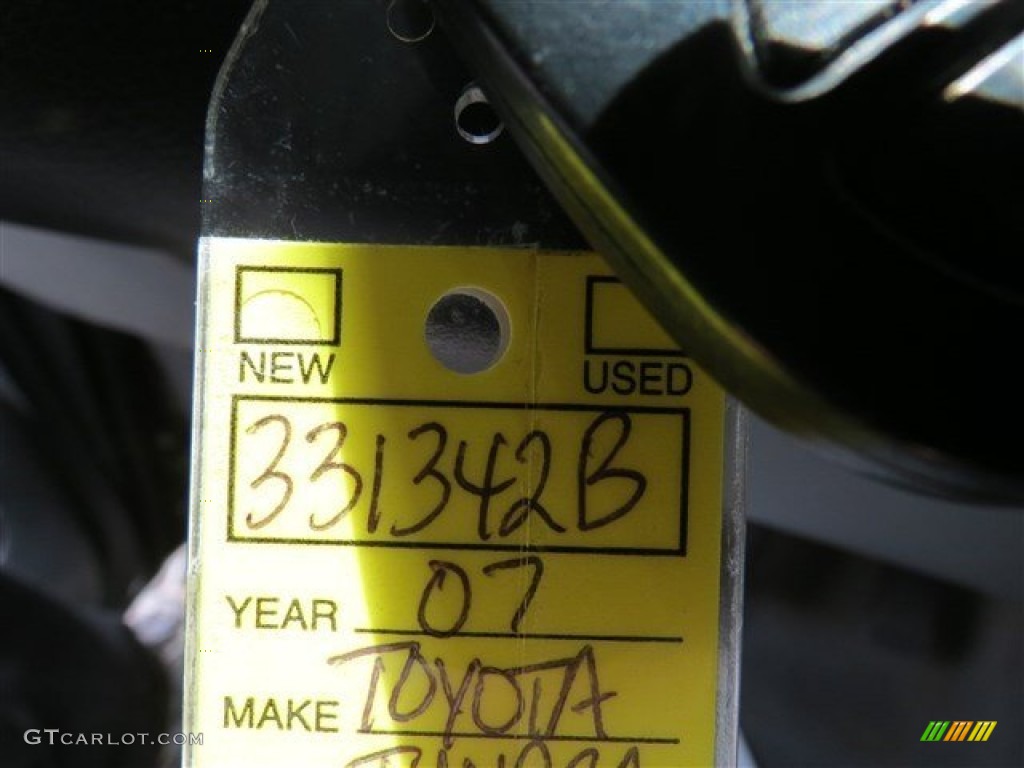 NEW USED
331342B
YEAR 07
MAKE TOYOTA
GTCARLOT.COM